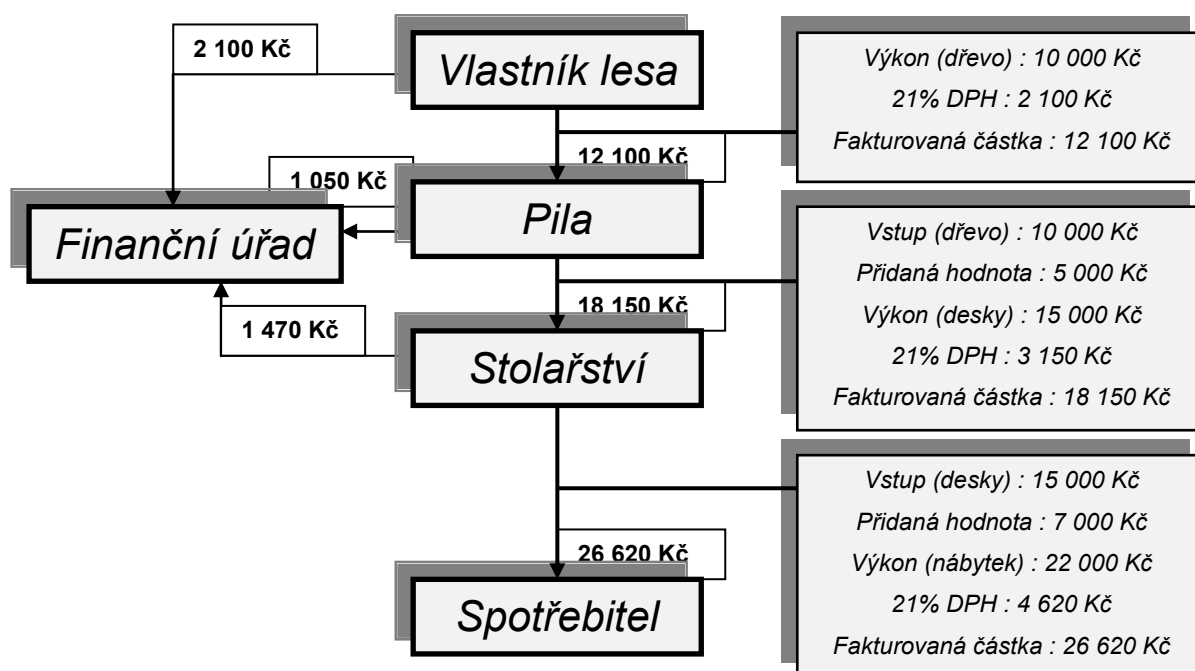 2 100 Kč
Vlastník lesa
Výkon (dřevo) : 10 000 Kč
21% DPH : 2 100 Kč
Fakturovaná částka : 12 100 Kč
12 100 Kč
1 050 Kč
Pila
Finanční úřad
Vstup (dřevo) : 10 000 Kč
Přidaná hodnota : 5 000 Kč
Výkon (desky) : 15 000 Kč
21% DPH : 3 150 Kč
Fakturovaná částka : 18 150 Kč
18 150 Kč
1 470 Kč
Stolařství
Vstup (desky) : 15 000 Kč
Přidaná hodnota : 7 000 Kč
Výkon (nábytek) : 22 000 Kč
21% DPH : 4 620 Kč
Fakturovaná částka : 26 620 Kč
26 620 Kč
Spotřebitel